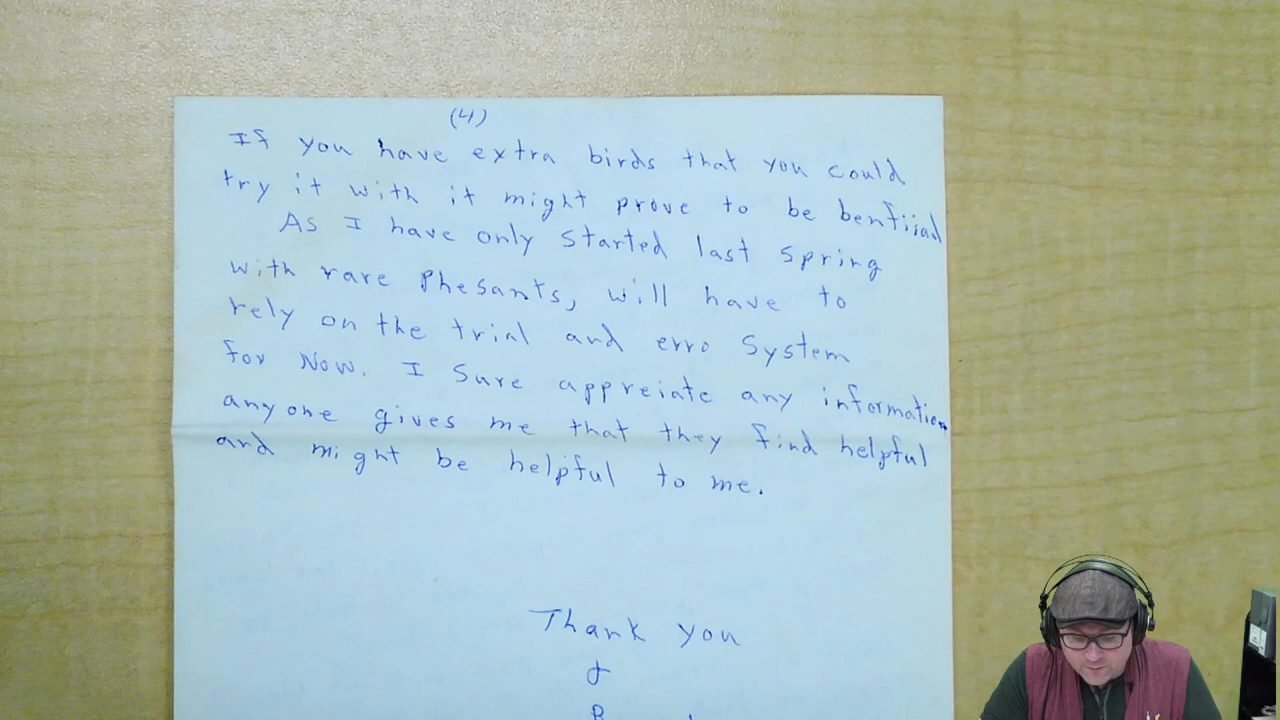 (4)
If you have extra birds that you could
try it with it might prove to be benfiial
As I have only started last spring
with rare Phesants, will have to
rely on the trial and erro System
for Now. I Sure appreiate any information
anyone gives me that they find helpful
and might be helpful to me.
Thank you
&